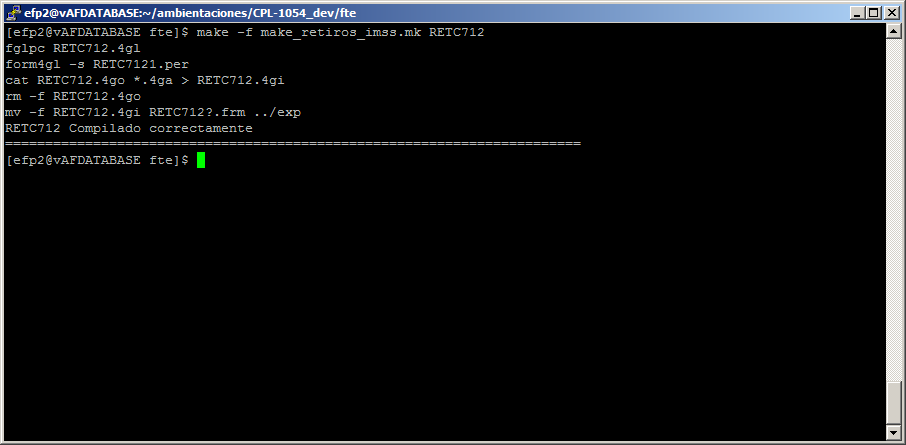 efp2@vAFDATABASE:~/ambientaciones/CPL-1054_dev/fte
[efp2@vAFDATABASE fte]$ make -f make_retiros_imss.mk RETC712
fglpc RETC712.4gl
form4gl -s RETC7121.per
cat RETC712.4go *.4ga > RETC712.4gi
rm -f RETC712.4go
mv -f RETC712.4gi RETC712?.frm ../exp
RETC712 Compilado correctamente
========================================================================
[efp2@vAFDATABASE fte]$